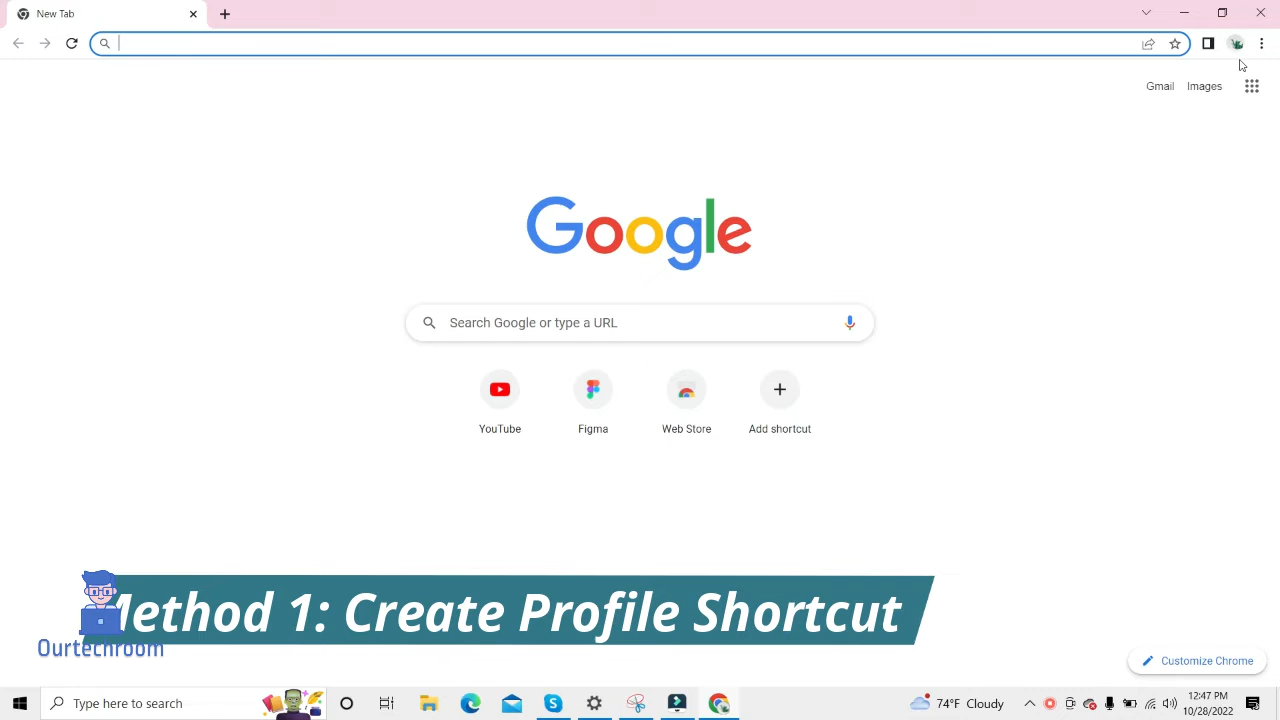 New Tab
Gmail Images
Google
Search Google or type a URL
YouTube
Figma
Web Store
Add shortcut
Method 1: Create Profile Shortcut
Ourtechroom
Customize Chrome
Type here to search
74°F Cloudy
12:47 PM
10/28/2022